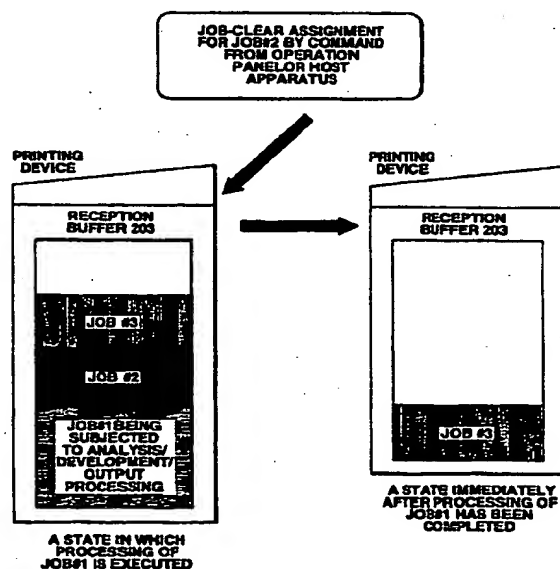 JOB-CLEAR ASSIGNMENT
FOR JOB#2 BY COMMAND
FROM OPERATION
PANELOR HOST
APPARATUS
PRINTING
DEVICE
RECEPTION
BUFFER 203
JOB #3
JOB #2
JOB#1 BEING
SUBJECTED
TO ANALYSIS/
DEVELOPMENT/
OUTPUT
PROCESSING
A STATE IN WHICH
PROCESSING OF
JOB#1 IS EXECUTED
PRINTING
DEVICE
RECEPTION
BUFFER 203
JOB #3
A STATE IMMEDIATELY
AFTER PROCESSING OF
JOB#1 HAS BEEN
COMPLETED